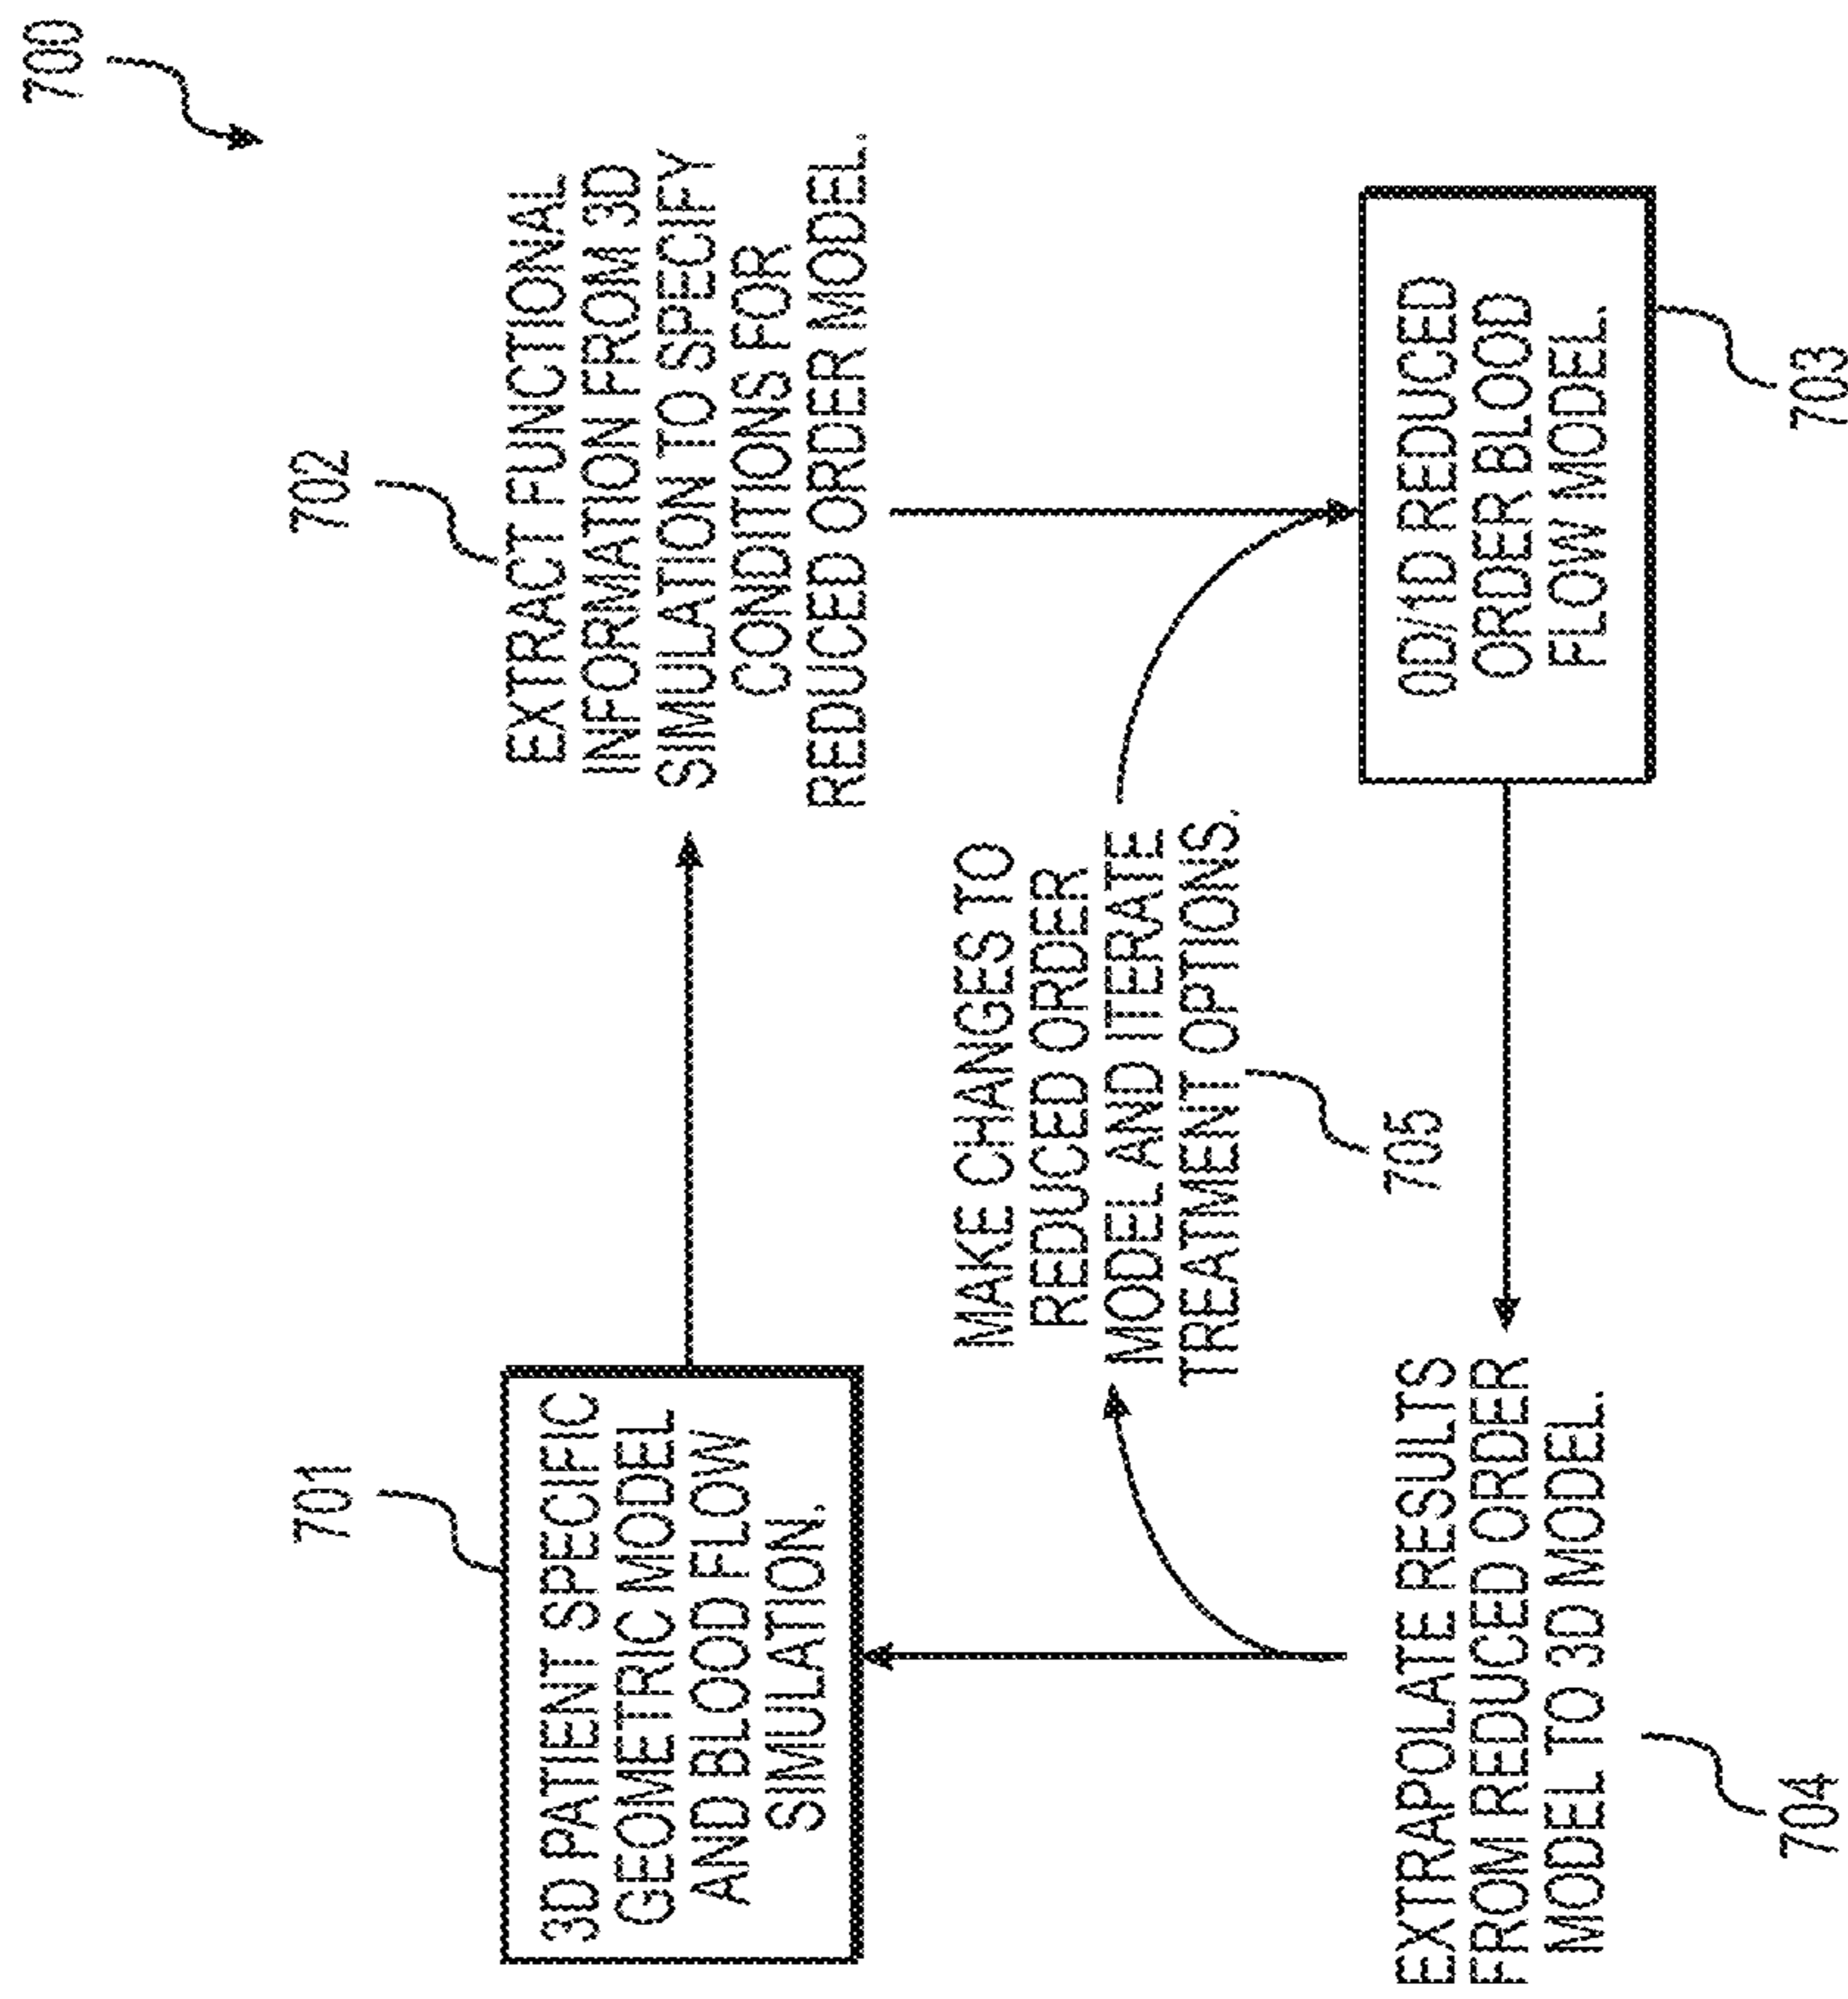 700
701
3D PATIENT SPECIFIC
GEOMETRIC MODEL
AND BLOOD FLOW
SIMULATION.
702
EXTRACT FUNCTIONAL
INFORMATION FROM 3D
SIMULATION TO SPECIFY
CONDITIONS FOR
REDUCED ORDER MODEL.
MAKE CHANGES TO
REDUCED ORDER
MODEL AND ITERATE
TREATMENT OPTIONS.
705
EXTRAPOLATE RESULTS
FROM REDUCED ORDER
MODEL TO 3D MODEL.
704
0D/1D REDUCED
ORDER BLOOD
FLOW MODEL.
703